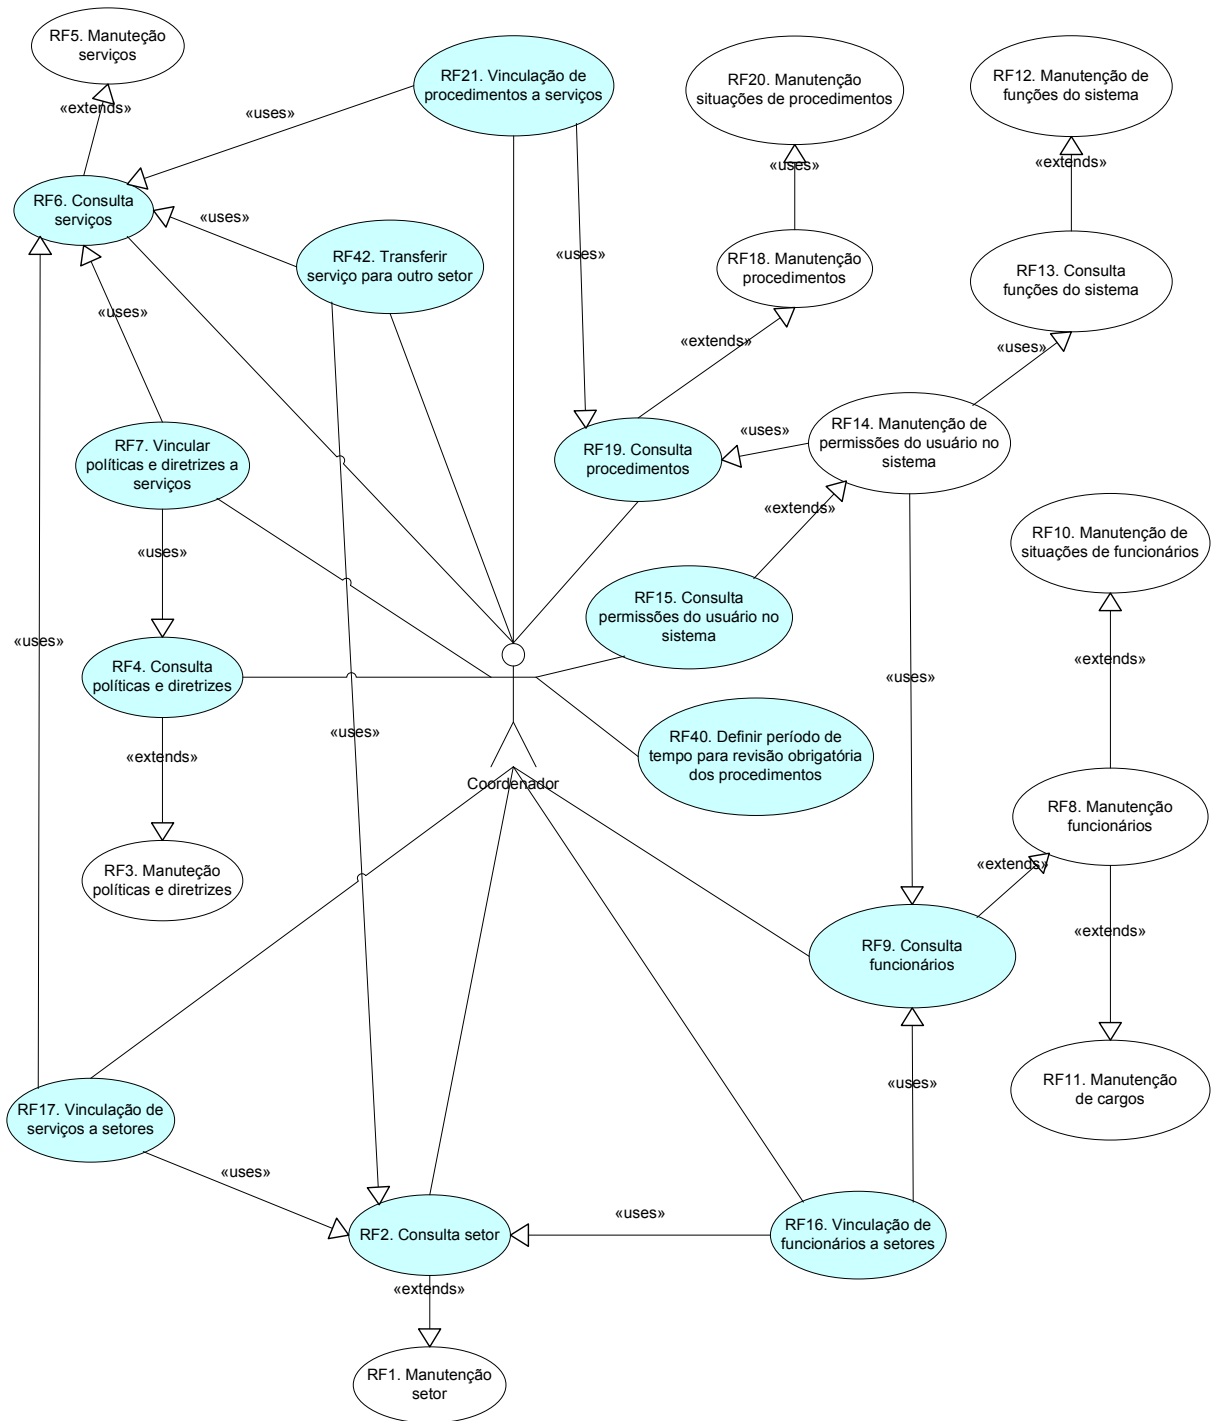 RF5. Manuteção
serviços
«extends»
RF21. Vinculação de
procedimentos a serviços
«uses»
RF20. Manutenção
situações de procedimentos
«uses»
RF12. Manutenção de
funções do sistema
«extends»
RF6. Consulta
serviços
«uses»
RF42. Transferir
serviço para outro setor
«uses»
RF18. Manutenção
procedimentos
RF13. Consulta
funções do sistema
«uses»
«extends»
«uses»
RF7. Vincular
políticas e diretrizes a
serviços
RF19. Consulta
procedimentos
«uses»
RF14. Manutenção de
permissões do usuário no
sistema
«extends»
RF10. Manutenção de
situações de funcionários
«uses»
RF15. Consulta
permissões do usuário no
sistema
«uses»
RF4. Consulta
políticas e diretrizes
«extends»
«uses»
«uses»
RF40. Definir período de
tempo para revisão obrigatória
dos procedimentos
«extends»
Coordenador
RF8. Manutenção
funcionários
RF3. Manuteção
políticas e diretrizes
«extends»
RF9. Consulta
funcionários
«extends»
«uses»
RF11. Manutenção
de cargos
RF17. Vinculação de
serviços a setores
«uses»
«uses»
RF2. Consulta setor
RF16. Vinculação de
funcionários a setores
«extends»
RF1. Manutenção
setor